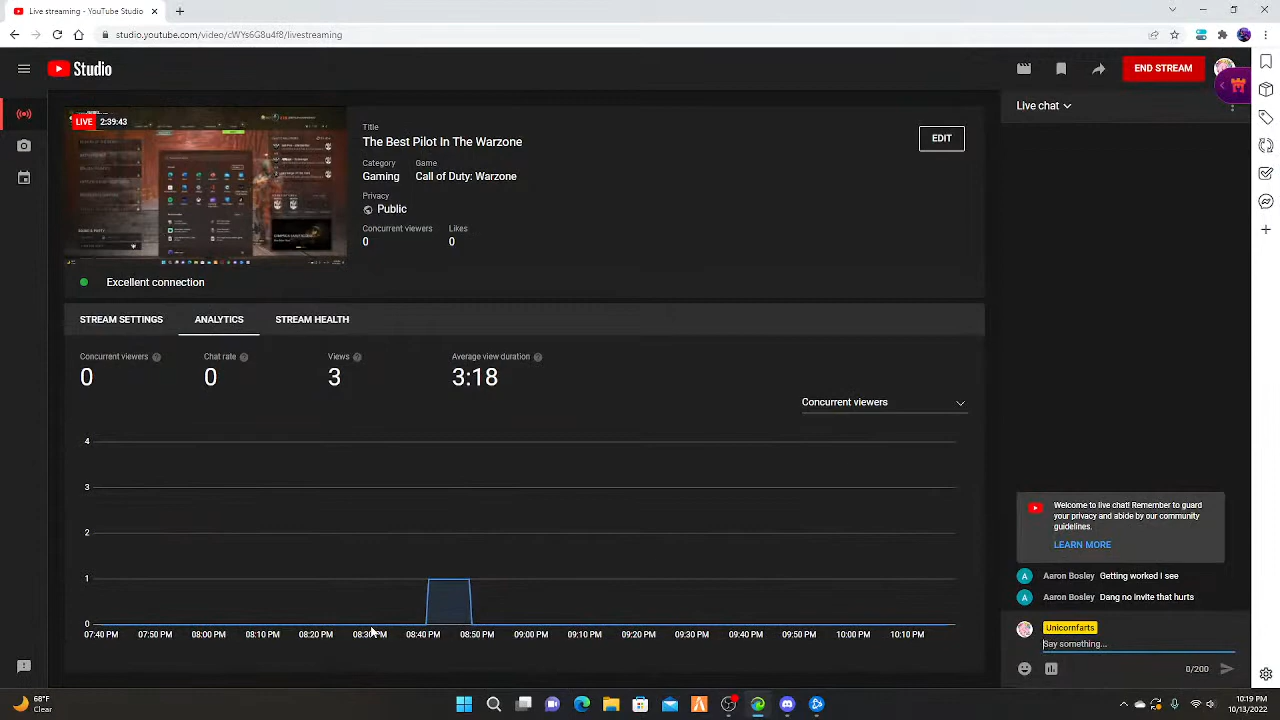 Live streaming - YouTube Studio
studio.youtube.com/video/cWYs6G8u4f8/livestreaming
Studio
END STREAM
LIVE 2:39:43
Title
The Best Pilot In The Warzone
EDIT
Category Game
Gaming Call of Duty: Warzone
Privacy
Public
Concurrent viewers Likes
0 0
Excellent connection
Live chat
STREAM SETTINGS ANALYTICS STREAM HEALTH
Concurrent viewers Chat rate Views Average view duration
0 0 3 3:18
Concurrent viewers
4
3
2
1
0
07:40 PM 07:50 PM 08:00 PM 08:10 PM 08:20 PM 08:30 PM 08:40 PM 08:50 PM 09:00 PM 09:10 PM 09:20 PM 09:30 PM 09:40 PM 09:50 PM 10:00 PM 10:10 PM
Welcome to live chat! Remember to guard
your privacy and abide by our community
guidelines.
LEARN MORE
A Aaron Bosley Getting worked I see
A Aaron Bosley Dang no invite that hurts
Unicornfarts
Say something...
0/200
Clear
10:19 PM
10/13/2022